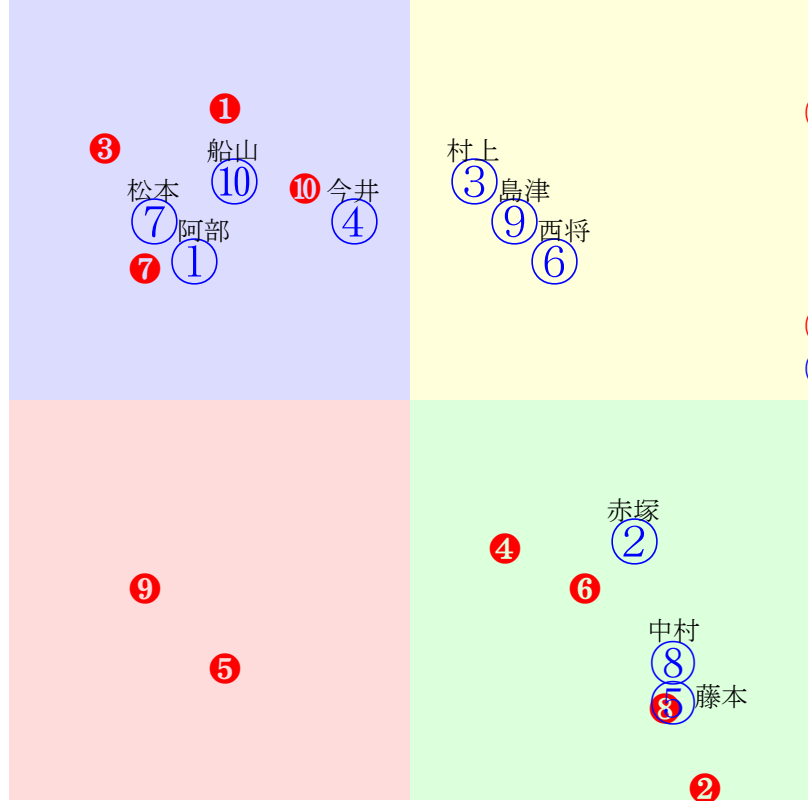 ❶
❸
船山
村上
⑩
③
❿
松本
今井
島津
⑦
④
⑨
阿部
西将
①
⑥
❼
赤塚
②
❹
❾
❻
中村
⑧
❺
⑤
藤本
❽
❷